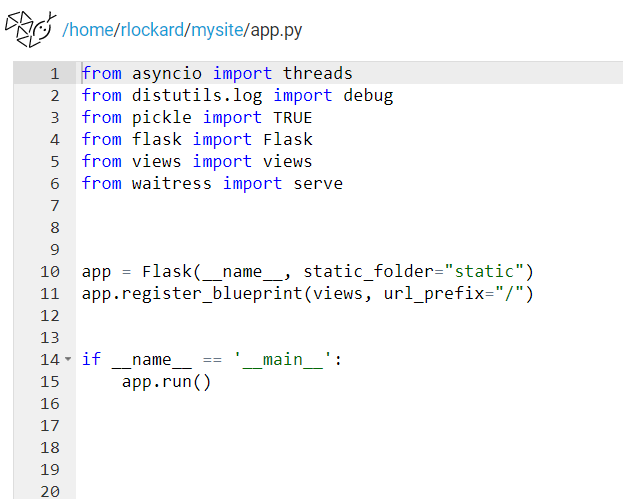 /home/rlockard/mysite/app.py
1 from asyncio import threads
2 from distutils.log import debug
3 from pickle import TRUE
4 from flask import Flask
5 from views import views
6 from waitress import serve
7
8
9
10 app = Flask(__name__, static_folder="static")
11 app.register_blueprint(views, url_prefix="/")
12
13
14 if __name__ == '__main__':
15     app.run()
16
17
18
19
20